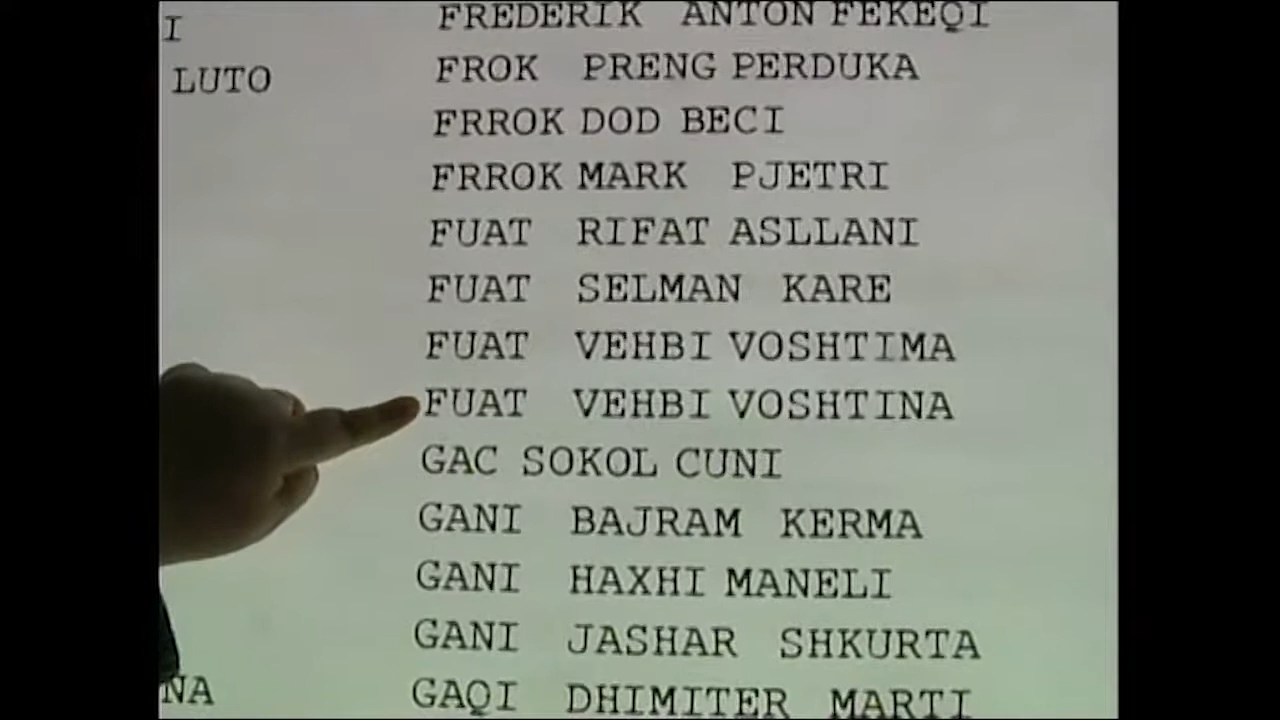 I
LUTO
NA
FREDERIK ANTON FEKEQI
FROK PRENG PERDUKA
FRROK DOD BECI
FRROK MARK PJETRI
FUAT RIFAT ASLLANI
FUAT SELMAN KARE
FUAT VEHBI VOSHTIMA
FUAT VEHBI VOSHTINA
GAC SOKOL CUNI
GANI BAJRAM KERMA
GANI HAXHI MANELI
GANI JASHAR SHKURTA
GAQI DHIMITER MARTI